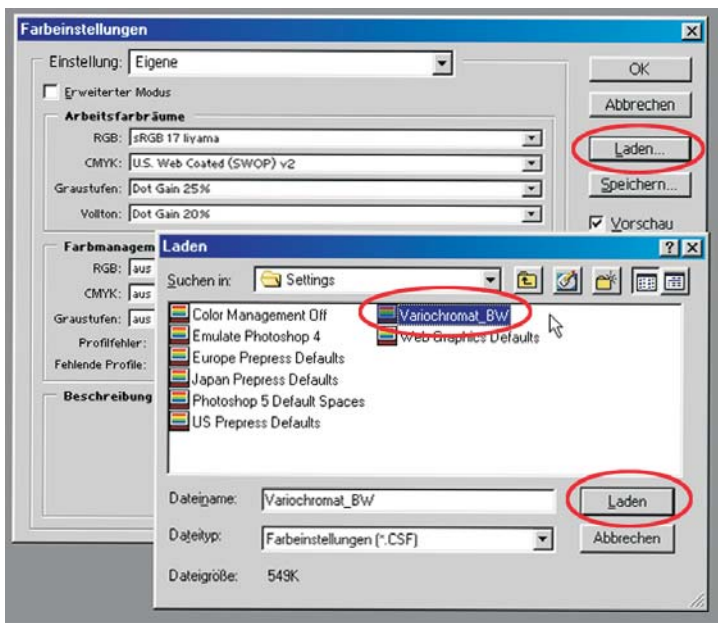 Farbeinstellungen
Einstellung: Eigene
OK
Erweiterter Modus
Abbrechen
Arbeitsfarbräume
RGB: sRGB 17 Iiyama
Laden...
CMYK: U.S. Web Coated (SWOP) v2
Graustufen: Dot Gain 25%
Speichern...
Vollton: Dot Gain 20%
Vorschau
Farbmanagem
RGB: aus
CMYK: aus
Graustufen: aus
Profilfehler:
Fehlende Profile:
Beschreibung
Laden
Suchen in: Settings
Color Management Off
Emulate Photoshop 4
Europe Prepress Defaults
Japan Prepress Defaults
Photoshop 5 Default Spaces
US Prepress Defaults
Variochromat_BW
Web Graphics Defaults
Dateiname: Variochromat_BW
Laden
Dateityp: Farbeinstellungen (*.CSF)
Abbrechen
Dateigröße: 549K